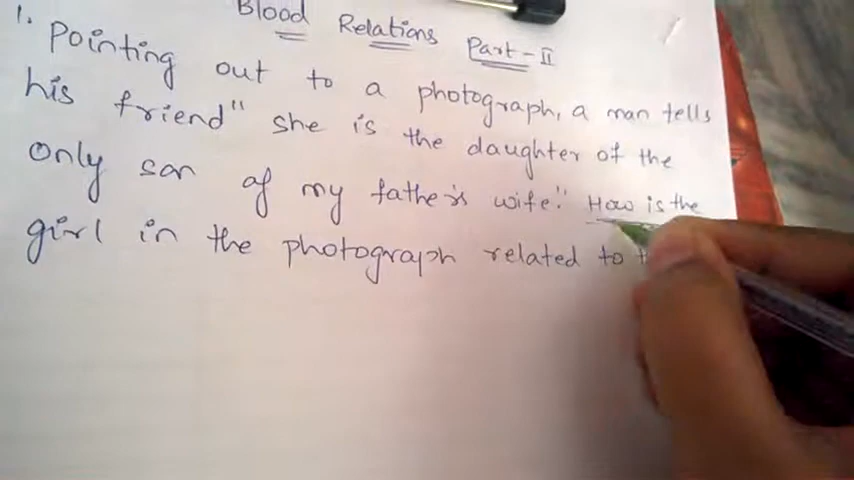 Blood Relations Part-II
1. Pointing out to a photograph, a man tells
his friend" she is the daughter of the
only son of my father's wife". How is the
girl in the photograph related to